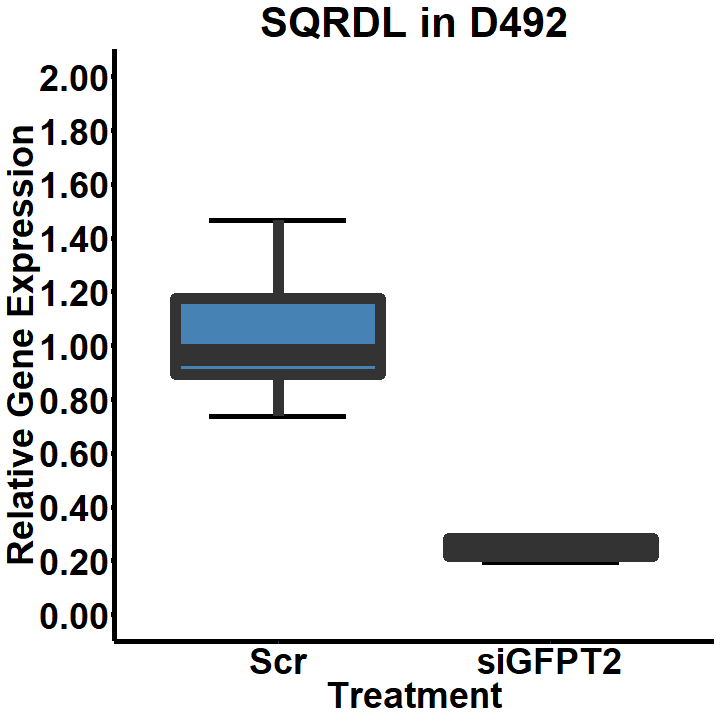 SQRDL in D492
Relative Gene Expression
2.00
1.80
1.60
1.40
1.20
1.00
0.80
0.60
0.40
0.20
0.00
Scr
siGFPT2
Treatment